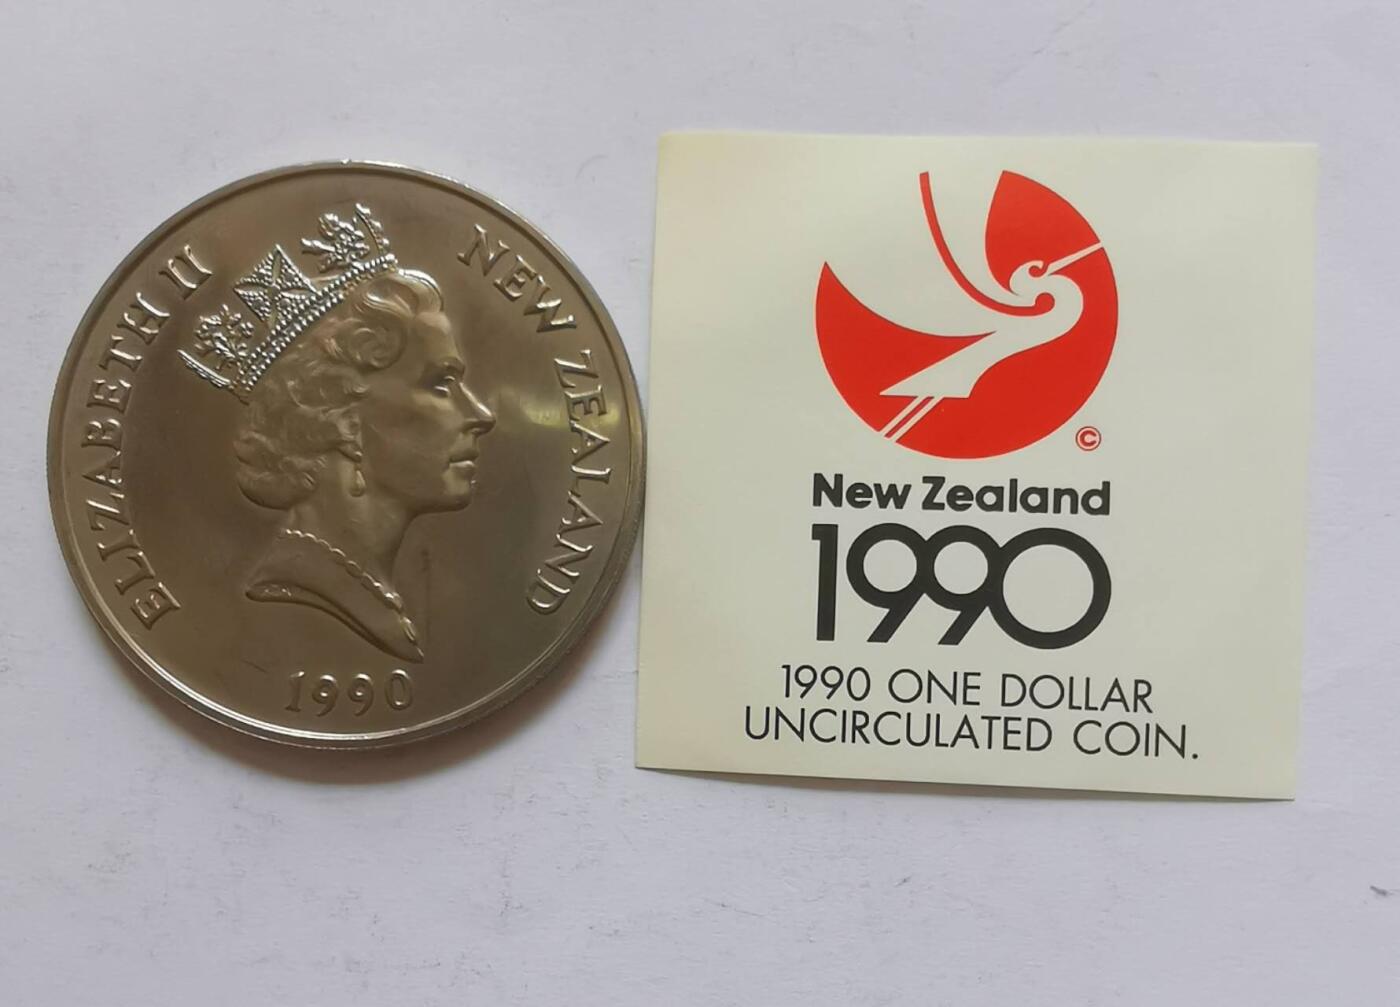 ELIZABETH II
NEW ZEALAND
1990
©
New Zealand
1990
1990 ONE DOLLAR
UNCIRCULATED COIN.